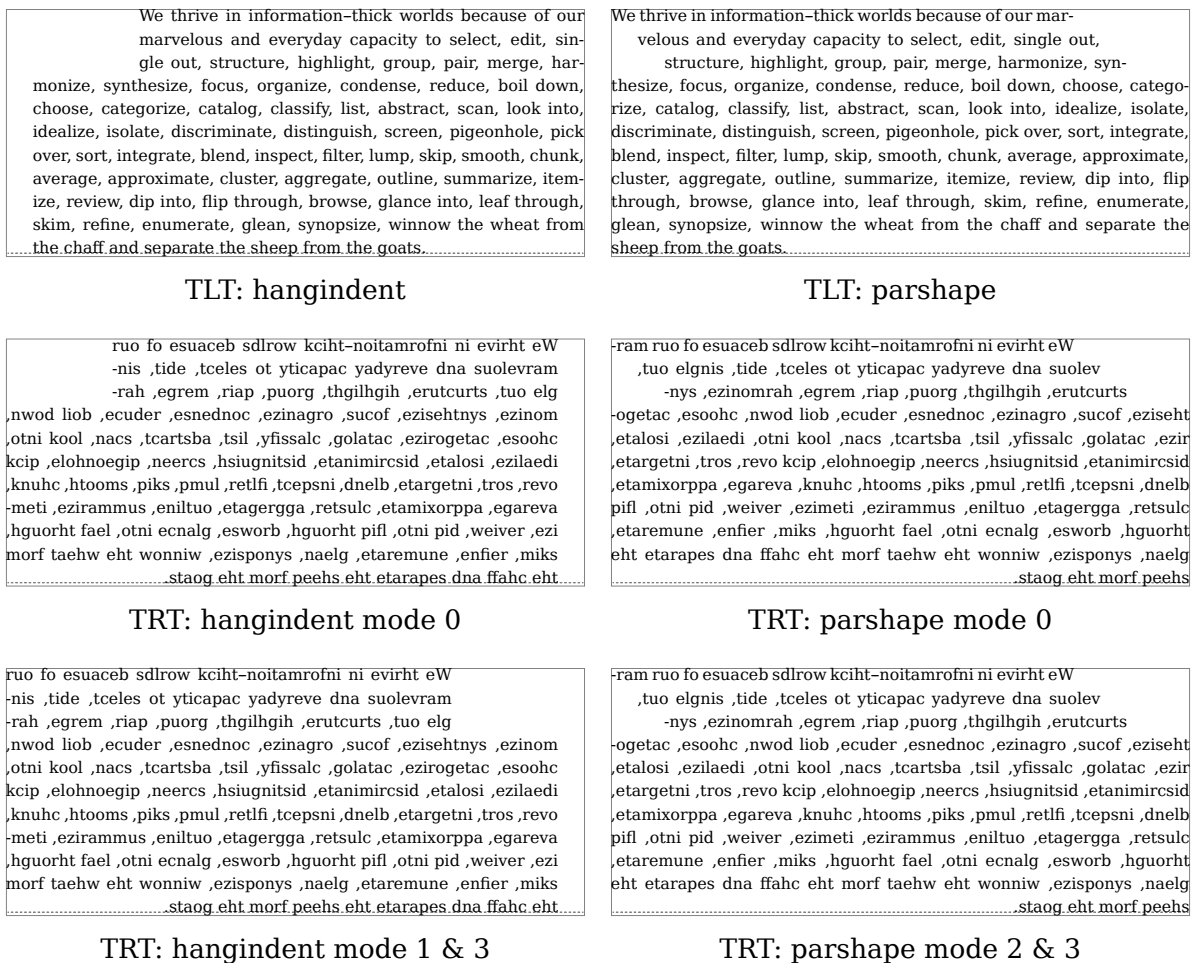 We thrive in information–thick worlds because of our
marvelous and everyday capacity to select, edit, sin-
gle out, structure, highlight, group, pair, merge, har-
monize, synthesize, focus, organize, condense, reduce, boil down,
choose, categorize, catalog, classify, list, abstract, scan, look into,
idealize, isolate, discriminate, distinguish, screen, pigeonhole, pick
over, sort, integrate, blend, inspect, filter, lump, skip, smooth, chunk,
average, approximate, cluster, aggregate, outline, summarize, item-
ize, review, dip into, flip through, browse, glance into, leaf through,
skim, refine, enumerate, glean, synopsize, winnow the wheat from
the chaff and separate the sheep from the goats.
TLT: hangindent
We thrive in information–thick worlds because of our mar-
velous and everyday capacity to select, edit, single out,
structure, highlight, group, pair, merge, harmonize, syn-
thesize, focus, organize, condense, reduce, boil down, choose, catego-
rize, catalog, classify, list, abstract, scan, look into, idealize, isolate,
discriminate, distinguish, screen, pigeonhole, pick over, sort, integrate,
blend, inspect, filter, lump, skip, smooth, chunk, average, approximate,
cluster, aggregate, outline, summarize, itemize, review, dip into, flip
through, browse, glance into, leaf through, skim, refine, enumerate,
glean, synopsize, winnow the wheat from the chaff and separate the
sheep from the goats.
TLT: parshape
ruo fo esuaceb sdlrow kciht–noitamrofni ni evirht eW
-nis ,tide ,tceles ot yticapac yadyreve dna suolevram
-rah ,egrem ,riap ,puorg ,thgilhgih ,erutcurts ,tuo elg
,nwod liob ,ecuder ,esnednoc ,ezinagro ,sucof ,ezisehtnys ,ezinom
,otni kool ,nacs ,tcartsba ,tsil ,yfissalc ,golatac ,ezirogetac ,esoohc
kcip ,elohnoegip ,neercs ,hsiugnitsid ,etanimircsid ,etalosi ,ezilaedi
,knuhc ,htooms ,piks ,pmul ,retlfi ,tcepsni ,dnelb ,etargetni ,tros ,revo
-meti ,ezirammus ,eniltuo ,etagergga ,retsulc ,etamixorppa ,egareva
,hguorht fael ,otni ecnalg ,esworb ,hguorht pifl ,otni pid ,weiver ,ezi
morf taehw eht wonniw ,ezisponys ,naelg ,etaremune ,enfier ,miks
.staog eht morf peehs eht etarapes dna ffahc eht
TRT: hangindent mode 0
-ram ruo fo esuaceb sdlrow kciht–noitamrofni ni evirht eW
,tuo elgnis ,tide ,tceles ot yticapac yadyreve dna suolev
-nys ,ezinomrah ,egrem ,riap ,puorg ,thgilhgih ,erutcurts
-ogetac ,esoohc ,nwod liob ,ecuder ,esnednoc ,ezinagro ,sucof ,eziseht
,etalosi ,ezilaedi ,otni kool ,nacs ,tcartsba ,tsil ,yfissalc ,golatac ,ezir
,etargetni ,tros ,revo kcip ,elohnoegip ,neercs ,hsiugnitsid ,etanimircsid
,etamixorppa ,egareva ,knuhc ,htooms ,piks ,pmul ,retlfi ,tcepsni ,dnelb
pifl ,otni pid ,weiver ,ezimeti ,ezirammus ,eniltuo ,etagergga ,retsulc
,etaremune ,enfier ,miks ,hguorht fael ,otni ecnalg ,esworb ,hguorht
eht etarapes dna ffahc eht morf taehw eht wonniw ,ezisponys ,naelg
.staog eht morf peehs
TRT: parshape mode 0
ruo fo esuaceb sdlrow kciht–noitamrofni ni evirht eW
-nis ,tide ,tceles ot yticapac yadyreve dna suolevram
-rah ,egrem ,riap ,puorg ,thgilhgih ,erutcurts ,tuo elg
,nwod liob ,ecuder ,esnednoc ,ezinagro ,sucof ,ezisehtnys ,ezinom
,otni kool ,nacs ,tcartsba ,tsil ,yfissalc ,golatac ,ezirogetac ,esoohc
kcip ,elohnoegip ,neercs ,hsiugnitsid ,etanimircsid ,etalosi ,ezilaedi
,knuhc ,htooms ,piks ,pmul ,retlfi ,tcepsni ,dnelb ,etargetni ,tros ,revo
-meti ,ezirammus ,eniltuo ,etagergga ,retsulc ,etamixorppa ,egareva
,hguorht fael ,otni ecnalg ,esworb ,hguorht pifl ,otni pid ,weiver ,ezi
morf taehw eht wonniw ,ezisponys ,naelg ,etaremune ,enfier ,miks
.staog eht morf peehs eht etarapes dna ffahc eht
TRT: hangindent mode 1 & 3
-ram ruo fo esuaceb sdlrow kciht–noitamrofni ni evirht eW
,tuo elgnis ,tide ,tceles ot yticapac yadyreve dna suolev
-nys ,ezinomrah ,egrem ,riap ,puorg ,thgilhgih ,erutcurts
-ogetac ,esoohc ,nwod liob ,ecuder ,esnednoc ,ezinagro ,sucof ,eziseht
,etalosi ,ezilaedi ,otni kool ,nacs ,tcartsba ,tsil ,yfissalc ,golatac ,ezir
,etargetni ,tros ,revo kcip ,elohnoegip ,neercs ,hsiugnitsid ,etanimircsid
,etamixorppa ,egareva ,knuhc ,htooms ,piks ,pmul ,retlfi ,tcepsni ,dnelb
pifl ,otni pid ,weiver ,ezimeti ,ezirammus ,eniltuo ,etagergga ,retsulc
,etaremune ,enfier ,miks ,hguorht fael ,otni ecnalg ,esworb ,hguorht
eht etarapes dna ffahc eht morf taehw eht wonniw ,ezisponys ,naelg
.staog eht morf peehs
TRT: parshape mode 2 & 3